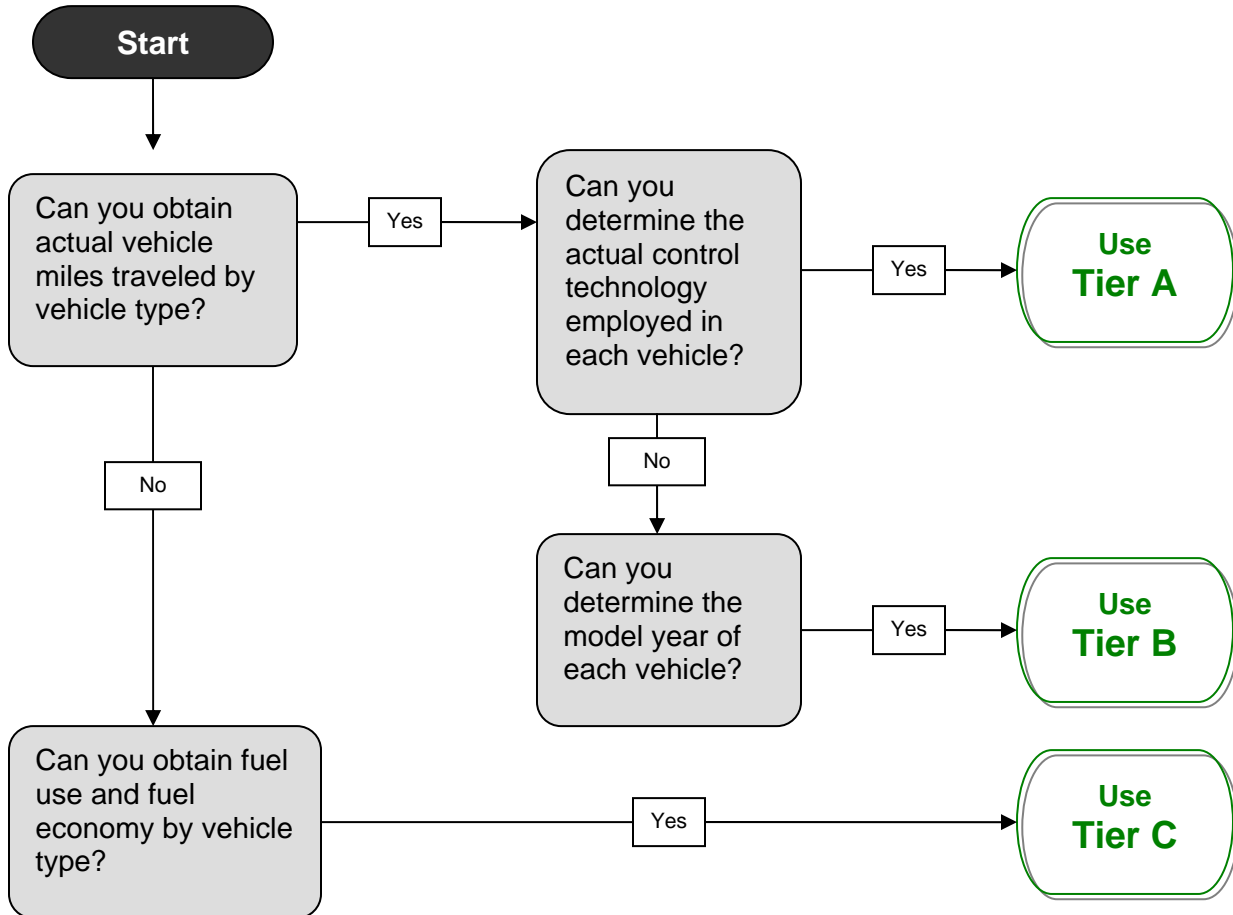 Start
Can you obtain
actual vehicle
miles traveled by
vehicle type?
Yes
Can you
determine the
actual control
technology
employed in
each vehicle?
Yes
Use
Tier A
No
No
Can you
determine the
model year of
each vehicle?
Yes
Use
Tier B
Can you obtain fuel
use and fuel
economy by vehicle
type?
Yes
Use
Tier C